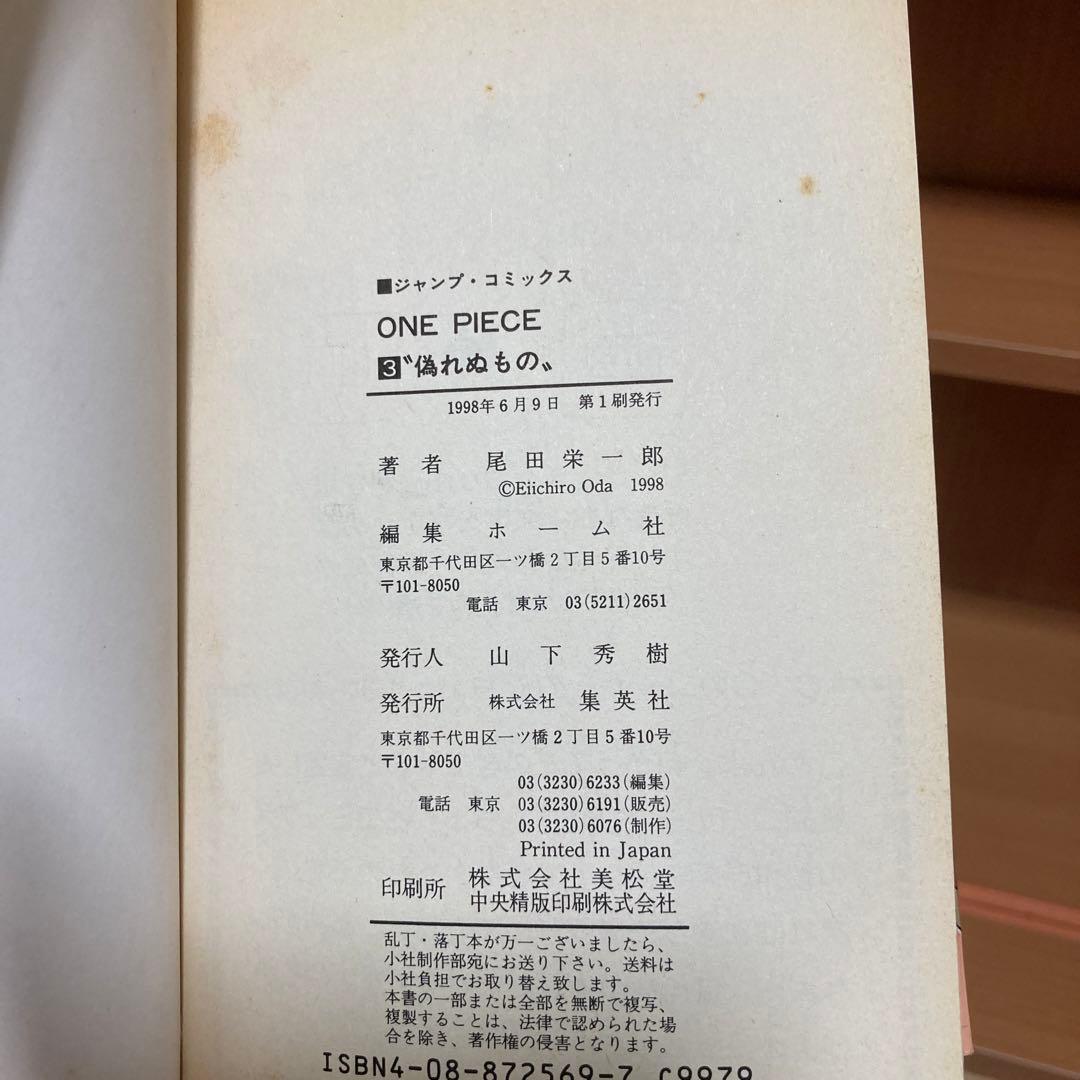 ■ジャンプ・コミックス
ONE PIECE
3〝偽れぬもの〟
1998年6月9日 第1刷発行
著者 尾田栄一郎
©Eiichiro Oda 1998
編集 ホーム社
東京都千代田区一ツ橋2丁目5番10号
〒101-8050
電話 東京 03(5211)2651
発行人 山下秀樹
発行所 株式会社 集英社
東京都千代田区一ツ橋2丁目5番10号
〒101-8050
03(3230)6233(編集)
電話 東京 03(3230)6191(販売)
03(3230)6076(制作)
Printed in Japan
印刷所 株式会社美松堂
中央精版印刷株式会社
乱丁・落丁本が万一ございましたら、
小社制作部宛にお送り下さい。送料は
小社負担でお取り替え致します。
本書の一部または全部を無断で複写、
複製することは、法律で認められた場
合を除き、著作権の侵害となります。
ISBN4-08-872569-7 C9979